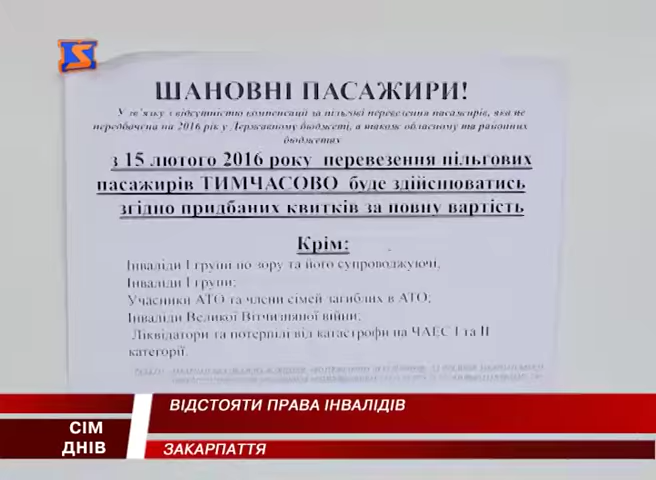 ШАНОВНІ ПАСАЖИРИ!
У зв'язку з відсутністю компенсації за пільгові перевезення пасажирів, яка не
передбачена на 2016 рік у Державному бюджеті, а також обласному та районних
бюджетах
з 15 лютого 2016 року перевезення пільгових
пасажирів ТИМЧАСОВО буде здійснюватись
згідно придбаних квитків за повну вартість
Крім:
Інваліди І групи по зору та його супроводжуючі,
Інваліди І групи;
Учасники АТО та члени сімей загиблих в АТО;
Інваліди Великої Вітчизняної війни;
Ліквідатори та потерпілі від катастрофи на ЧАЕС І та ІІ
категорії.
ВІДСТОЯТИ ПРАВА ІНВАЛІДІВ
СІМ
ДНІВ
ЗАКАРПАТТЯ